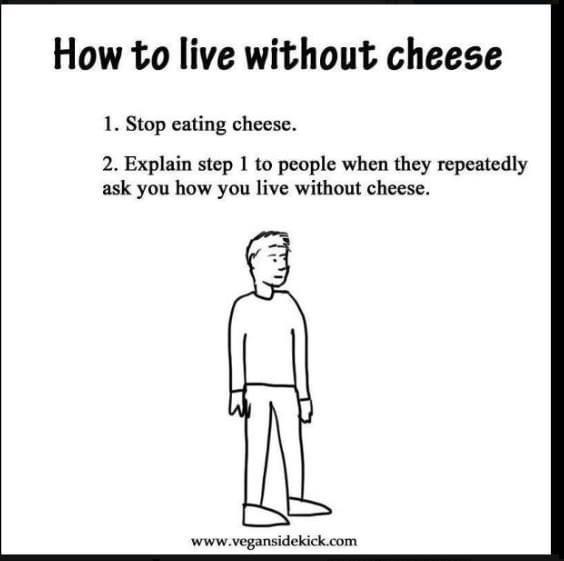 How to live without cheese
1. Stop eating cheese.
2. Explain step 1 to people when they repeatedly
ask you how you live without cheese.
www.vegansidekick.com